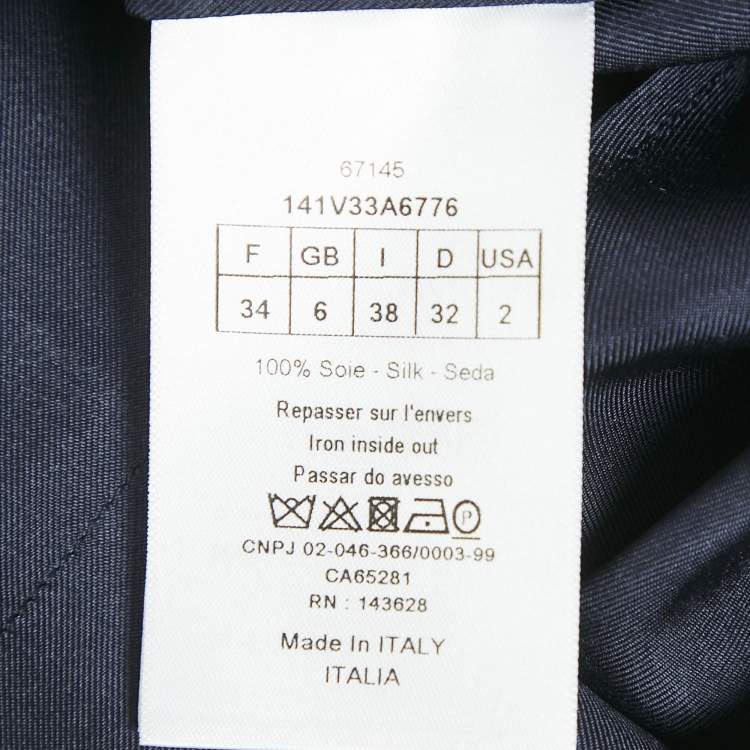 67145
141V33A6776
F GB I D USA
34 6 38 32 2
100% Soie - Silk - Seda
Repasser sur l'envers
Iron inside out
Passar do avesso
P
CNPJ 02-046-366/0003-99
CA65281
RN : 143628
Made In ITALY
ITALIA